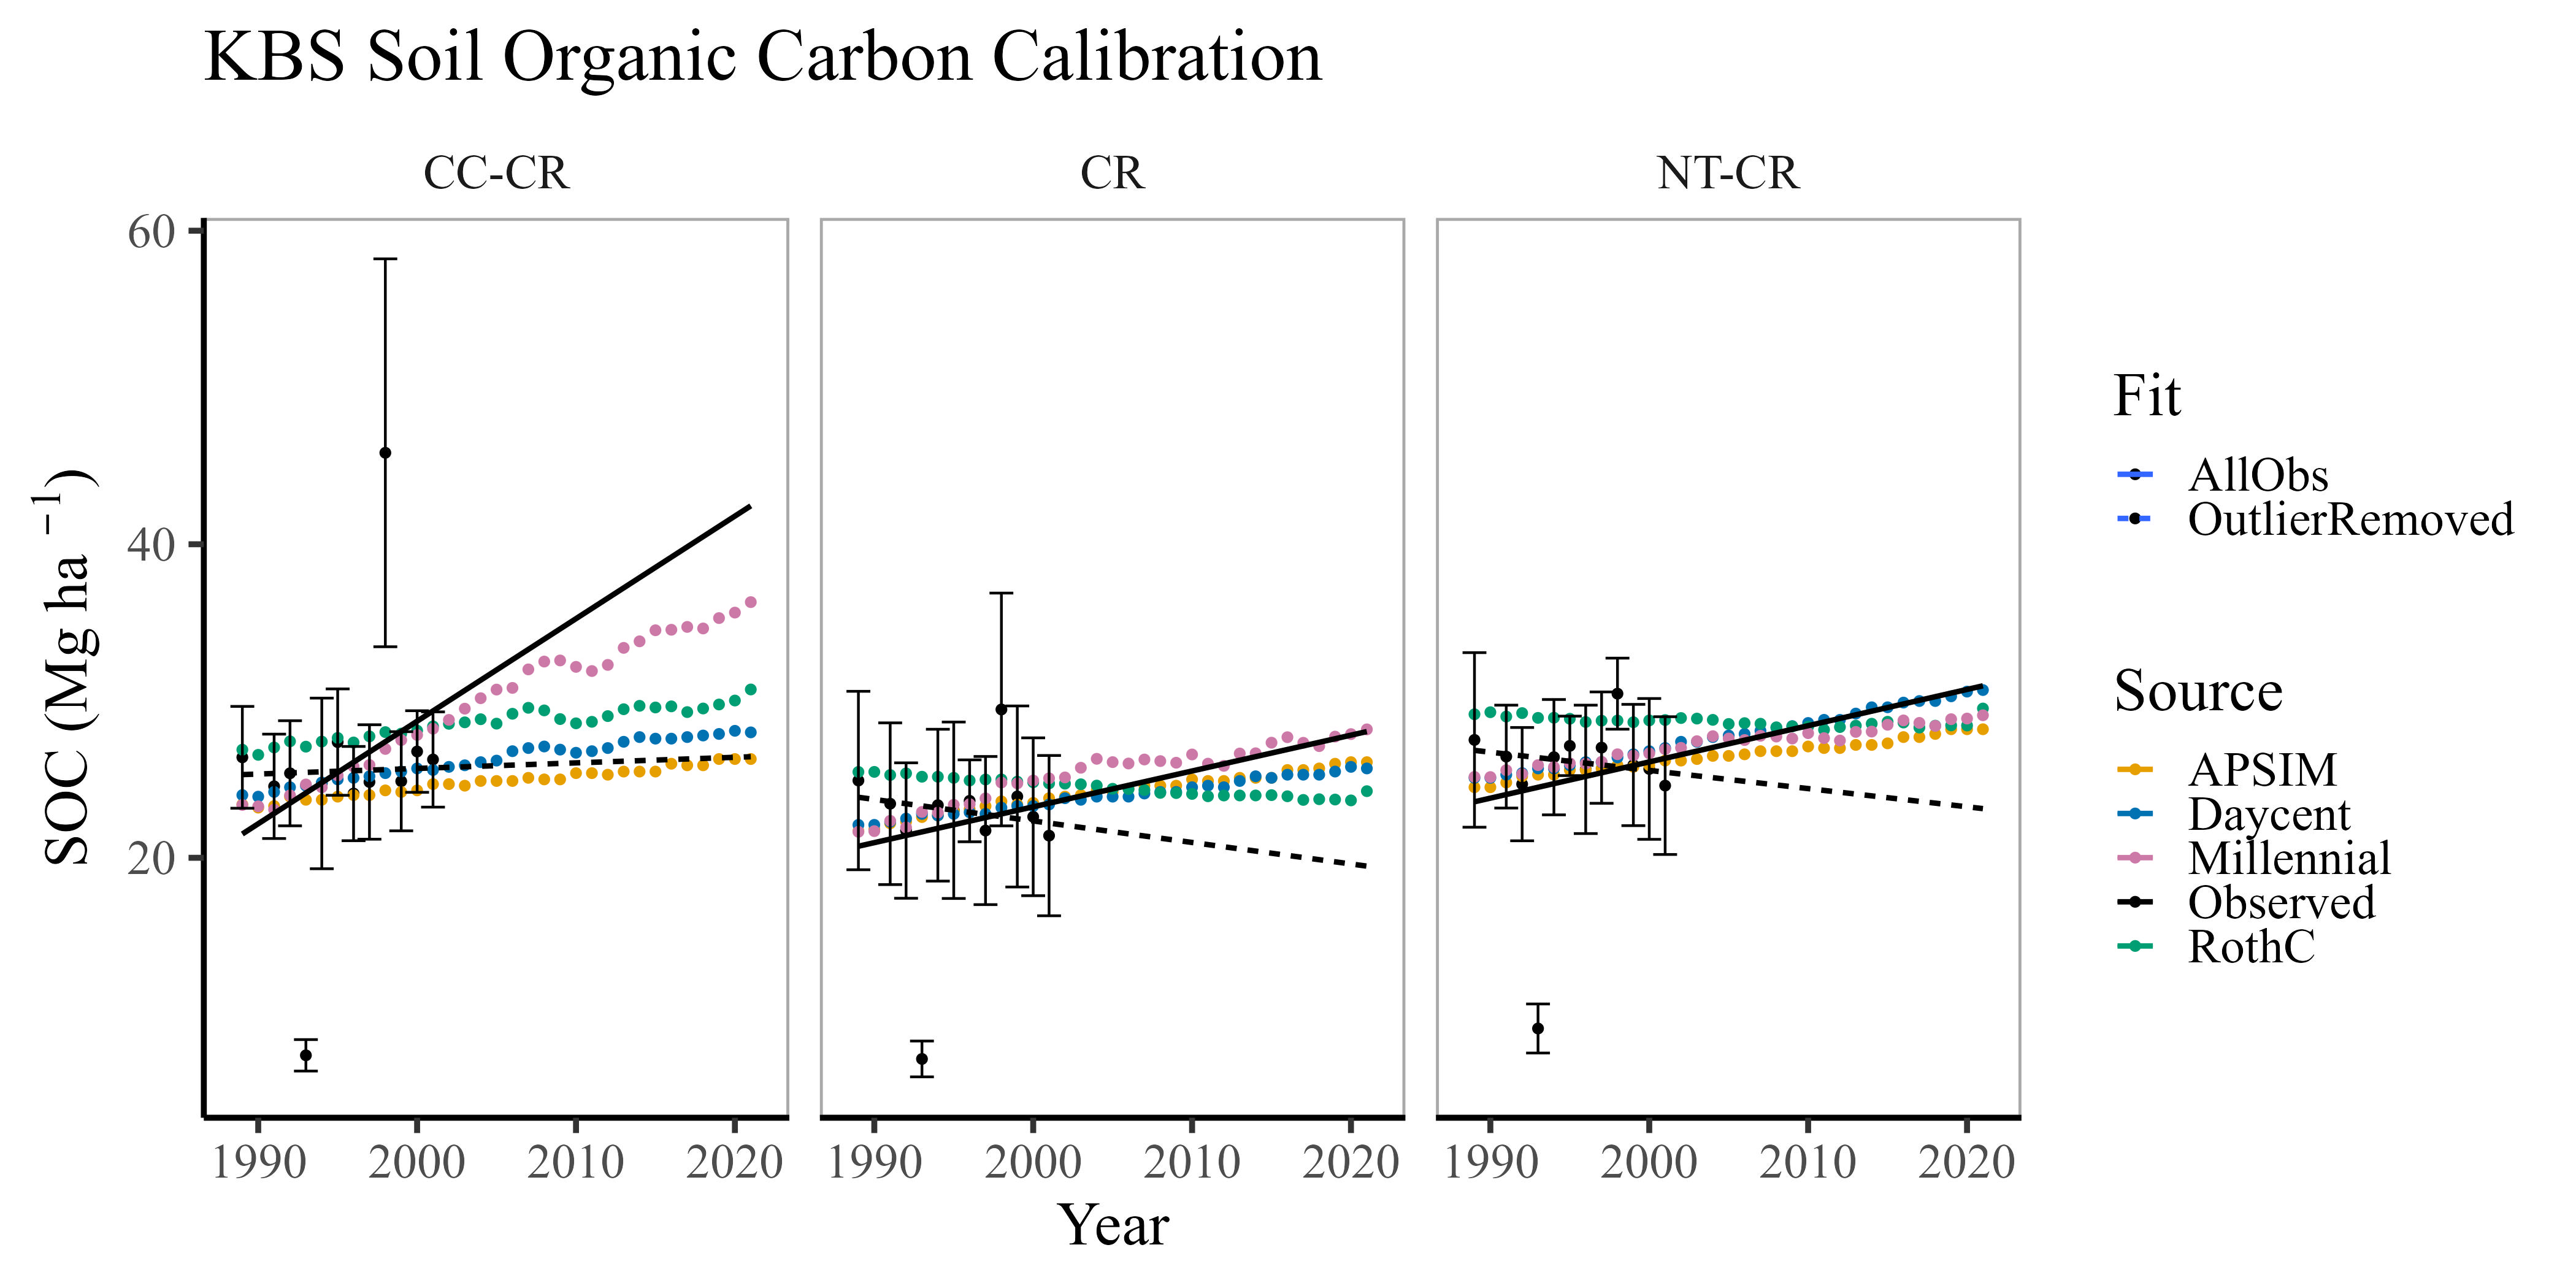 KBS Soil Organic Carbon Calibration
CC-CR
CR
NT-CR
60
40
20
SOC (Mg ha −1)
1990 2000 2010 2020
1990 2000 2010 2020
1990 2000 2010 2020
Year
Fit
AllObs
OutlierRemoved
Source
APSIM
Daycent
Millennial
Observed
RothC